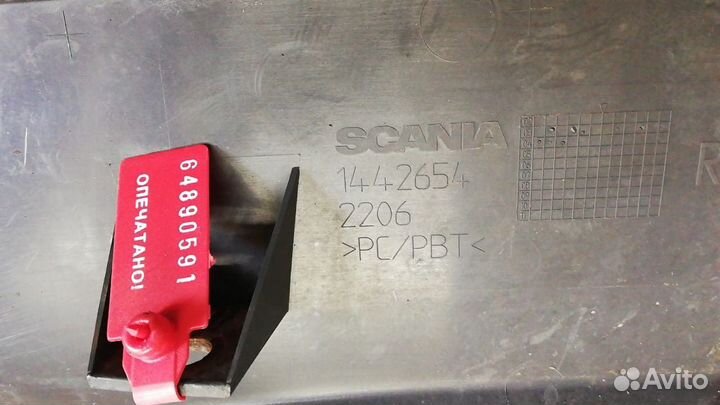 SCANIA
1442654
2206
>PC/PBT<
R
64890591
ОПЕЧАТАНО!
Avito